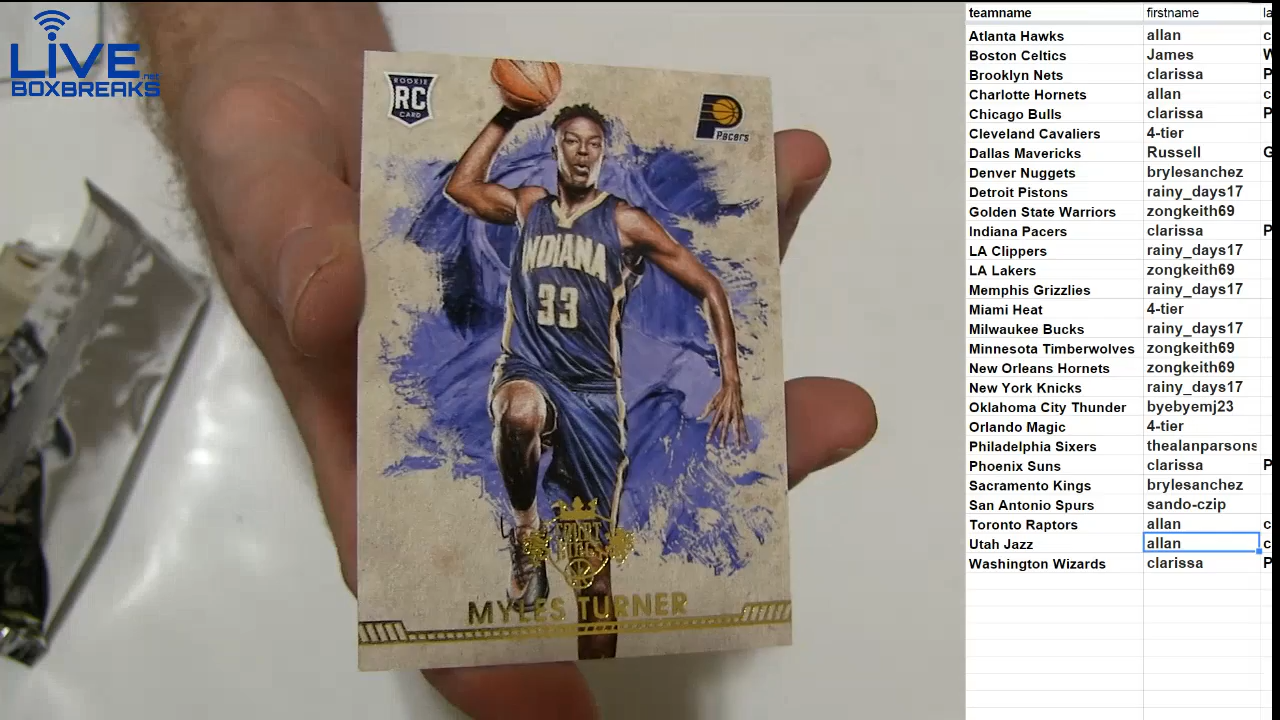 LIVE
.net
BOXBREAKS
ROOKIE
RC
CARD
Pacers
INDIANA
33
COURT
KINGS
MYLES TURNER
teamname firstname la
Atlanta Hawks allan c
Boston Celtics James W
Brooklyn Nets clarissa P
Charlotte Hornets allan c
Chicago Bulls clarissa P
Cleveland Cavaliers 4-tier
Dallas Mavericks Russell G
Denver Nuggets brylesanchez
Detroit Pistons rainy_days17
Golden State Warriors zongkeith69
Indiana Pacers clarissa P
LA Clippers rainy_days17
LA Lakers zongkeith69
Memphis Grizzlies rainy_days17
Miami Heat 4-tier
Milwaukee Bucks rainy_days17
Minnesota Timberwolves zongkeith69
New Orleans Hornets zongkeith69
New York Knicks rainy_days17
Oklahoma City Thunder byebyemj23
Orlando Magic 4-tier
Philadelphia Sixers thealanparsons
Phoenix Suns clarissa P
Sacramento Kings brylesanchez
San Antonio Spurs sando-czip
Toronto Raptors allan c
Utah Jazz allan c
Washington Wizards clarissa P